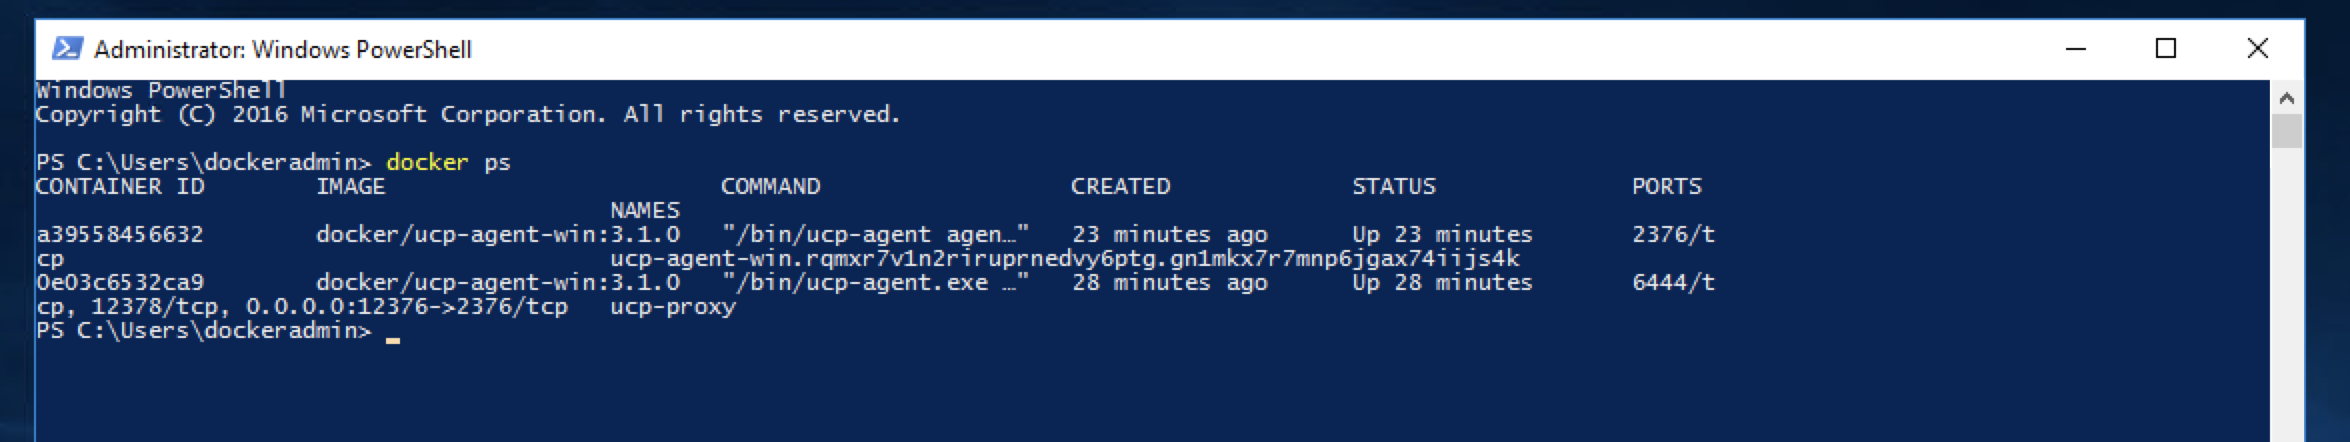 Administrator: Windows PowerShell
Windows PowerShell
Copyright (C) 2016 Microsoft Corporation. All rights reserved.
PS C:\Users\dockeradmin> docker ps
CONTAINER ID        IMAGE                        COMMAND                  CREATED             STATUS              PORTS
NAMES
a39558456632        docker/ucp-agent-win:3.1.0   "/bin/ucp-agent agen…"   23 minutes ago      Up 23 minutes       2376/t
cp                                       ucp-agent-win.rqmxr7v1n2riruprnedvy6ptg.gn1mkx7r7mnp6jgax74iijs4k
0e03c6532ca9        docker/ucp-agent-win:3.1.0   "/bin/ucp-agent.exe …"   28 minutes ago      Up 28 minutes       6444/t
cp, 12378/tcp, 0.0.0.0:12376->2376/tcp   ucp-proxy
PS C:\Users\dockeradmin>